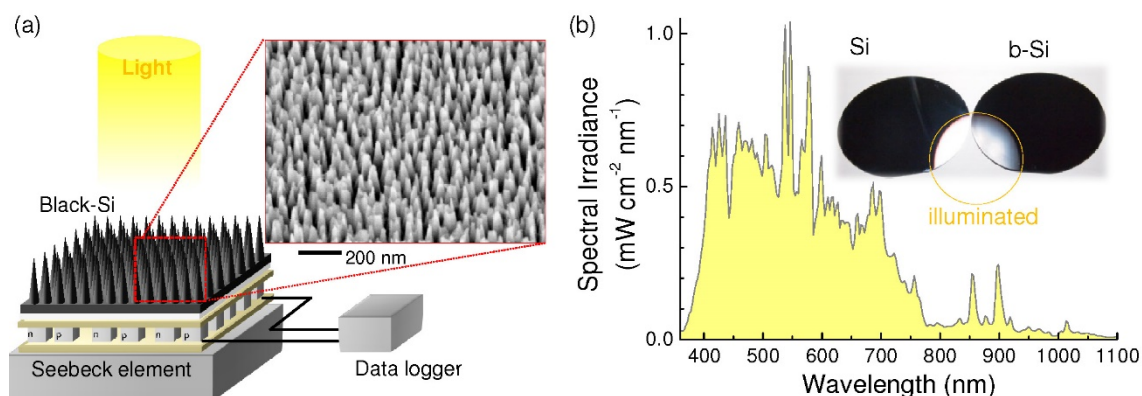 (a)
Light
Black-Si
200 nm
n p n p n p
Seebeck element
Data logger
(b)
Spectral Irradiance
(mW cm⁻² nm⁻¹)
1.0
0.5
0.0
Si
b-Si
illuminated
400 500 600 700 800 900 1000 1100
Wavelength (nm)